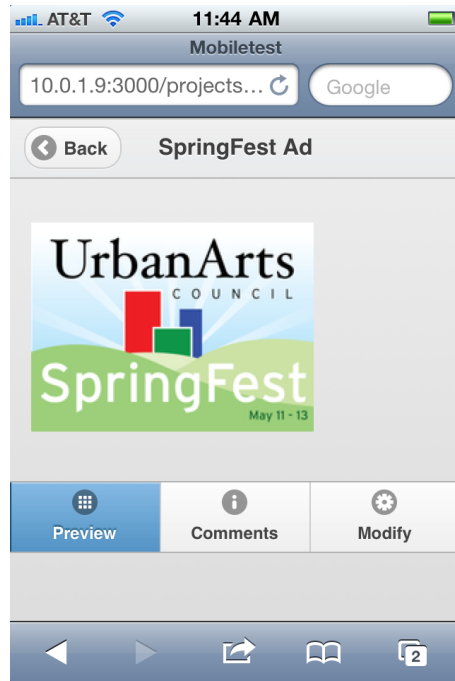 AT&T 11:44 AM
Mobiletest
10.0.1.9:3000/projects... Google
Back SpringFest Ad
UrbanArts
COUNCIL
SpringFest
May 11 - 13
Preview Comments Modify
2